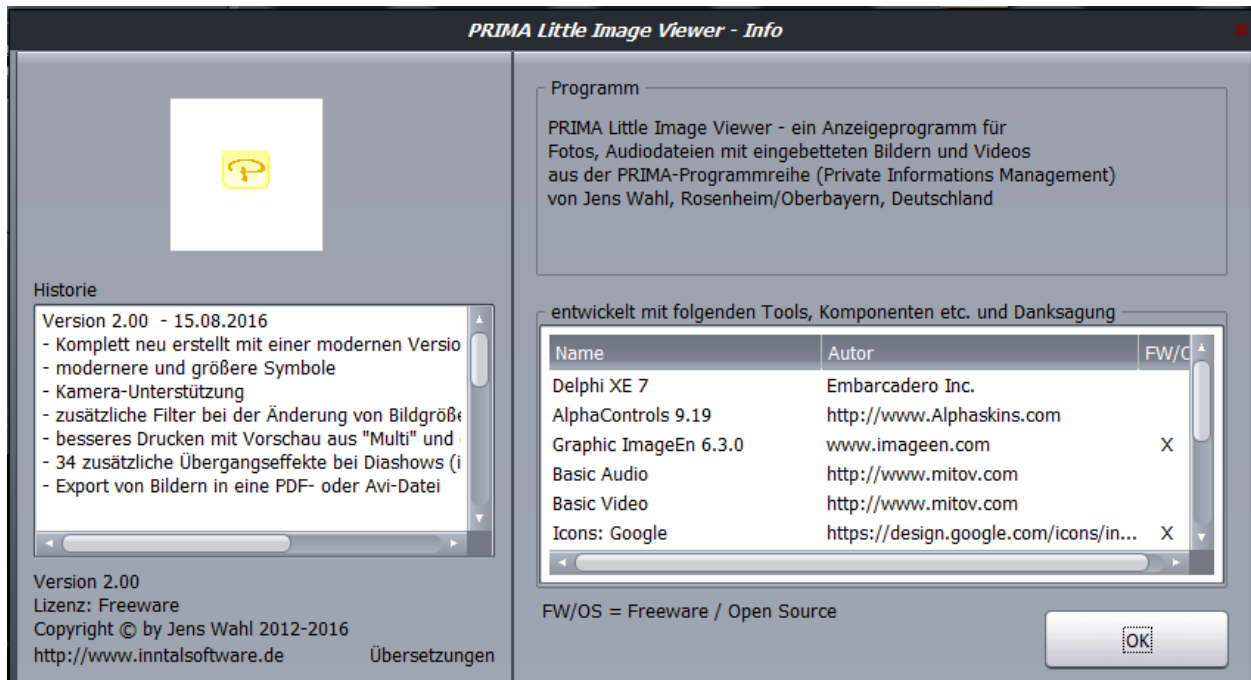 PRIMA Little Image Viewer - Info
Historie
Version 2.00 - 15.08.2016
- Komplett neu erstellt mit einer modernen Versio
- modernere und größere Symbole
- Kamera-Unterstützung
- zusätzliche Filter bei der Änderung von Bildgröße
- besseres Drucken mit Vorschau aus "Multi" und
- 34 zusätzliche Übergangseffekte bei Diashows (i
- Export von Bildern in eine PDF- oder Avi-Datei
Version 2.00
Lizenz: Freeware
Copyright © by Jens Wahl 2012-2016
http://www.inntalsoftware.de Übersetzungen
Programm
PRIMA Little Image Viewer - ein Anzeigeprogramm für
Fotos, Audiodateien mit eingebetteten Bildern und Videos
aus der PRIMA-Programmreihe (Private Informations Management)
von Jens Wahl, Rosenheim/Oberbayern, Deutschland
entwickelt mit folgenden Tools, Komponenten etc. und Danksagung
Name Autor FW/O
Delphi XE 7 Embarcadero Inc.
AlphaControls 9.19 http://www.Alphaskins.com
Graphic ImageEn 6.3.0 www.imageen.com X
Basic Audio http://www.mitov.com
Basic Video http://www.mitov.com
Icons: Google https://design.google.com/icons/in... X
FW/OS = Freeware / Open Source
OK